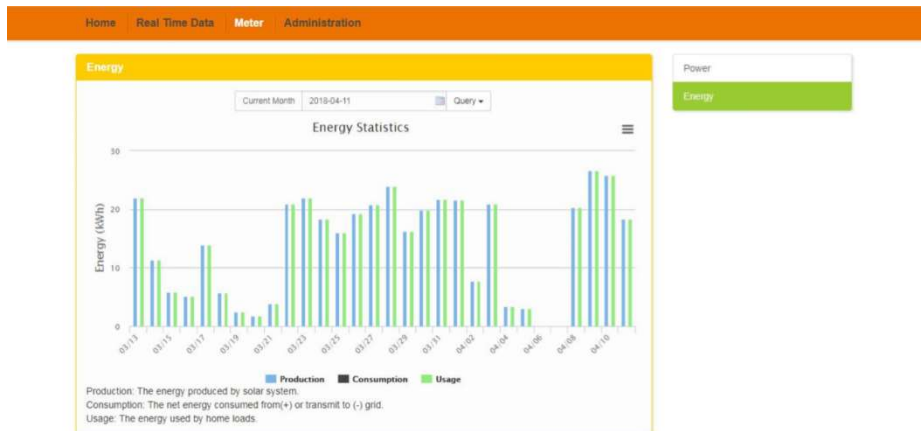 Home Real Time Data Meter Administration
Energy
Power
Energy
Current Month 2018-04-11 Query
Energy Statistics
Energy (kWh)
30
20
10
0
03/13 03/15 03/17 03/19 03/21 03/23 03/25 03/27 03/29 03/31 04/02 04/04 04/06 04/08 04/10
Production Consumption Usage
Production: The energy produced by solar system.
Consumption: The net energy consumed from(+) or transmit to (-) grid.
Usage: The energy used by home loads.